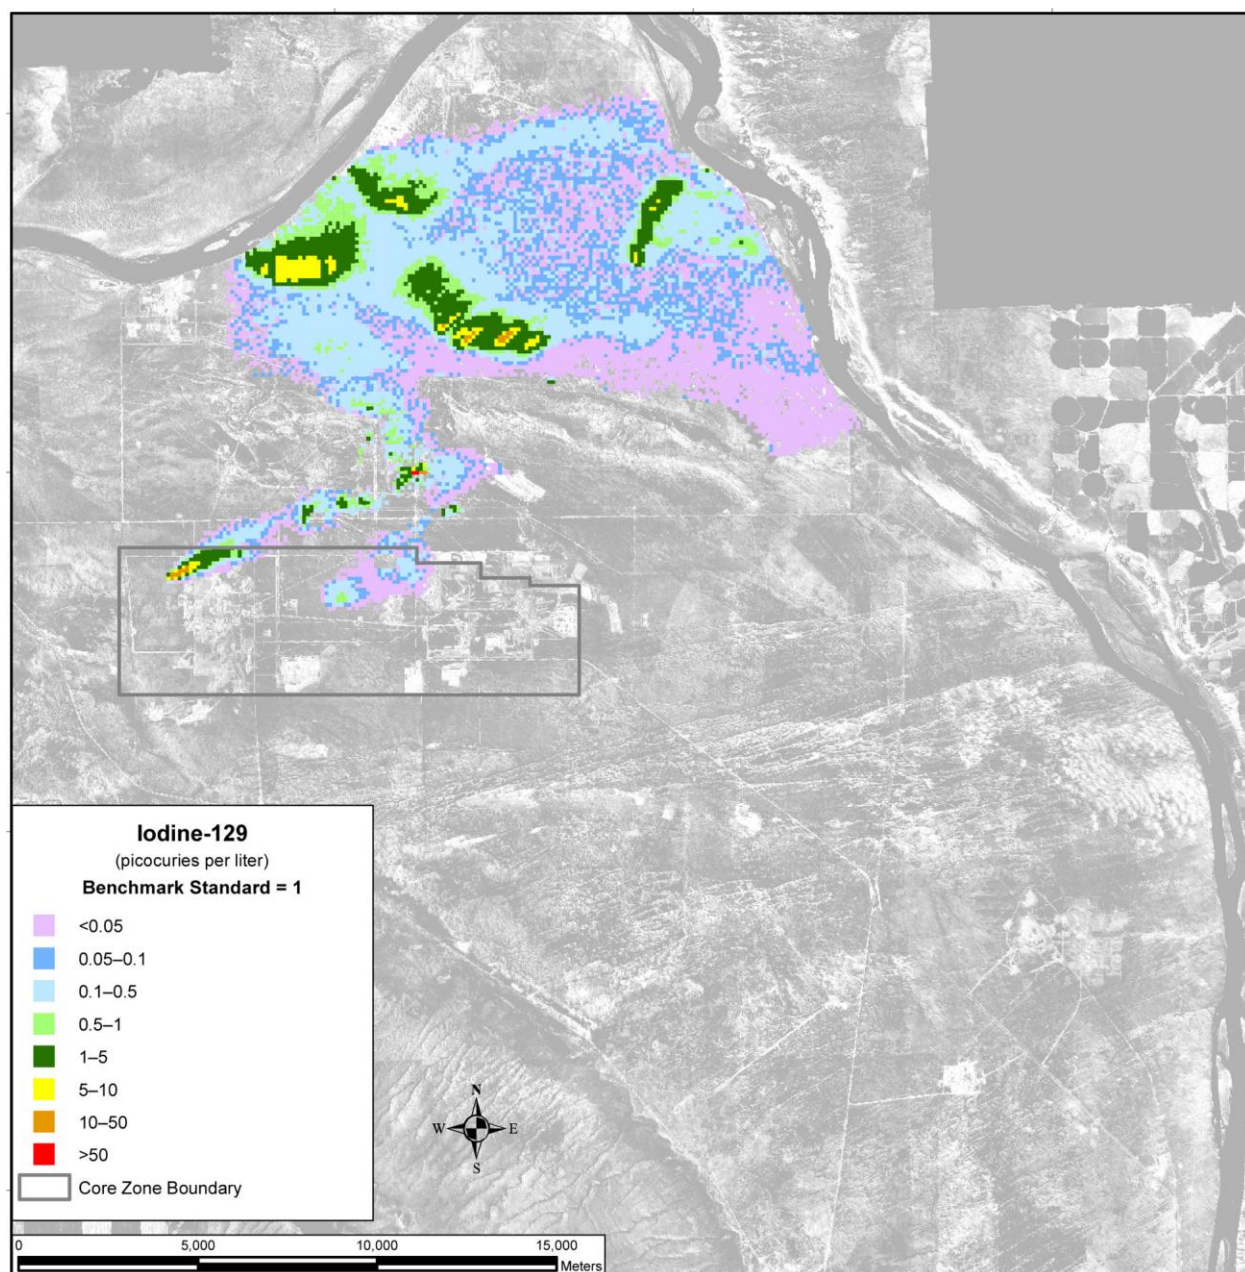 Iodine-129
(picocuries per liter)
Benchmark Standard = 1
<0.05
0.05–0.1
0.1–0.5
0.5–1
1–5
5–10
10–50
>50
Core Zone Boundary
N
W E
S
0 5,000 10,000 15,000
Meters